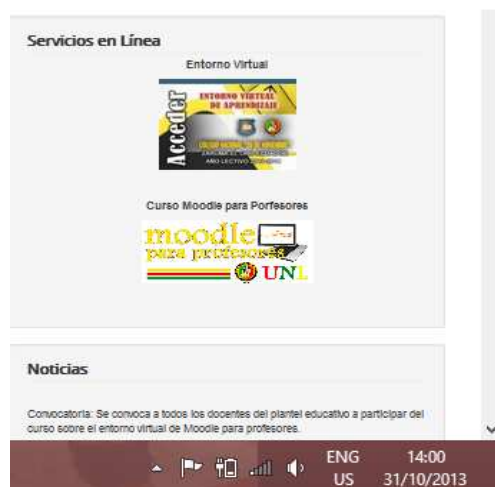 Servicios en Línea
Entorno Virtual
Acceder
ENTORNO VIRTUAL
DE APRENDIZAJE
AÑO LECTIVO
Curso Moodle para Porfesores
moodle
para profesores
UNL
Noticias
Convocatoria: Se convoca a todos los docentes del plantel educativo a participar del
curso sobre el entorno virtual de Moodle para profesores.
ENG 14:00
US 31/10/2013